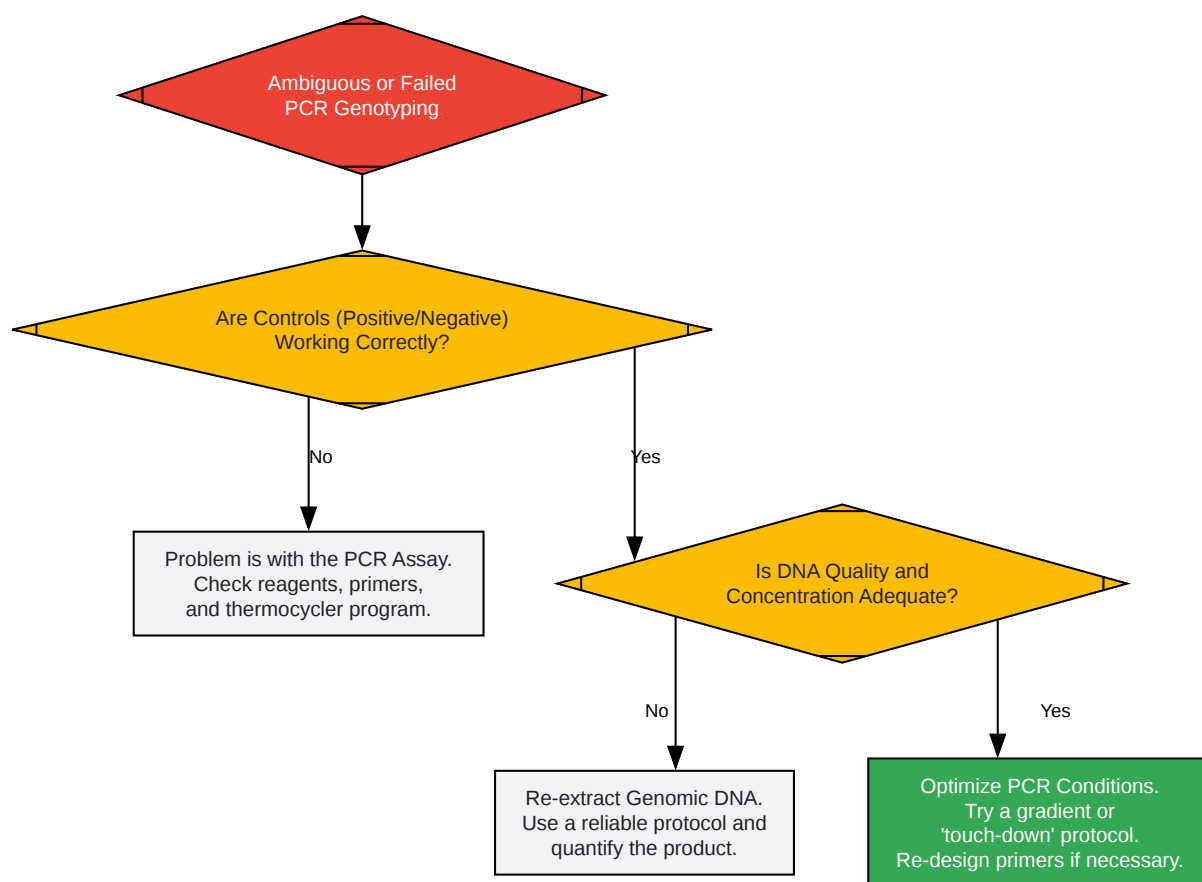 Ambiguous or Failed
PCR Genotyping
Are Controls (Positive/Negative)
Working Correctly?
No
Yes
Problem is with the PCR Assay.
Check reagents, primers,
and thermocycler program.
Is DNA Quality and
Concentration Adequate?
No
Yes
Re-extract Genomic DNA.
Use a reliable protocol and
quantify the product.
Optimize PCR Conditions.
Try a gradient or
'touch-down' protocol.
Re-design primers if necessary.